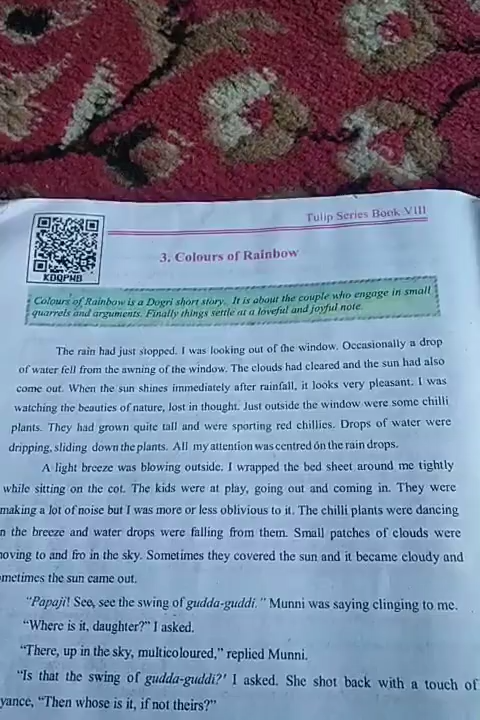 Tulip Series Book VIII
KDQPMB
3. Colours of Rainbow
Colours of Rainbow is a Dogri short story. It is about the couple who engage in small
quarrels and arguments. Finally things settle at a loveful and joyful note.
The rain had just stopped. I was looking out of the window. Occasionally a drop
of water fell from the awning of the window. The clouds had cleared and the sun had also
come out. When the sun shines immediately after rainfall, it looks very pleasant. I was
watching the beauties of nature, lost in thought. Just outside the window were some chilli
plants. They had grown quite tall and were sporting red chillies. Drops of water were
dripping, sliding down the plants. All my attention was centred on the rain drops.
A light breeze was blowing outside. I wrapped the bed sheet around me tightly
while sitting on the cot. The kids were at play, going out and coming in. They were
making a lot of noise but I was more or less oblivious to it. The chilli plants were dancing
n the breeze and water drops were falling from them. Small patches of clouds were
noving to and fro in the sky. Sometimes they covered the sun and it became cloudy and
ometimes the sun came out.
"Papaji! See, see the swing of gudda-guddi." Munni was saying clinging to me.
"Where is it, daughter?" I asked.
"There, up in the sky, multicoloured," replied Munni.
"Is that the swing of gudda-guddi?' I asked. She shot back with a touch of
yance, "Then whose is it, if not theirs?"